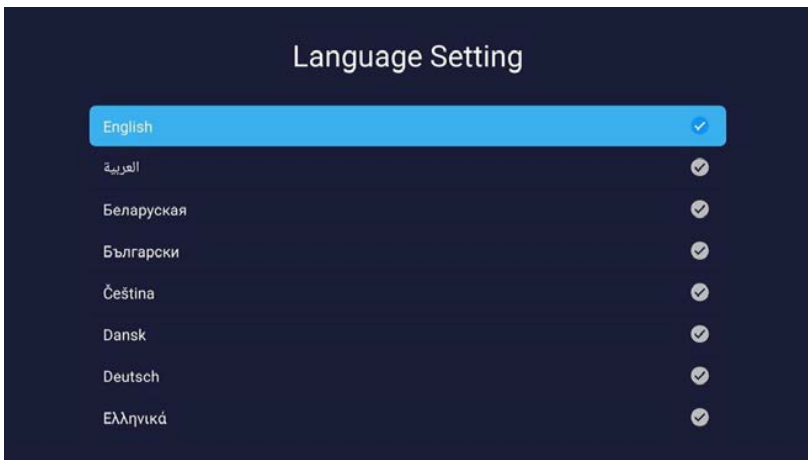 Language Setting
English
العربية
Беларуская
Български
Čeština
Dansk
Deutsch
Ελληνικά